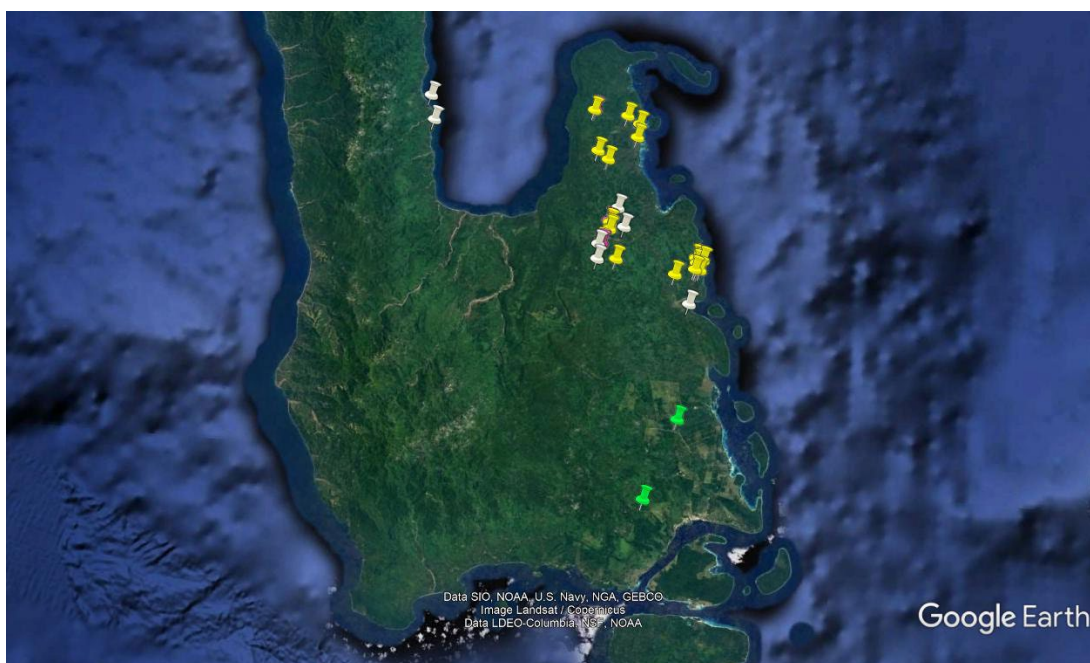 Data SIO, NOAA, U.S. Navy, NGA, GEBCO
Image Landsat / Copernicus
Data LDEO-Columbia, NSF, NOAA
Google Earth